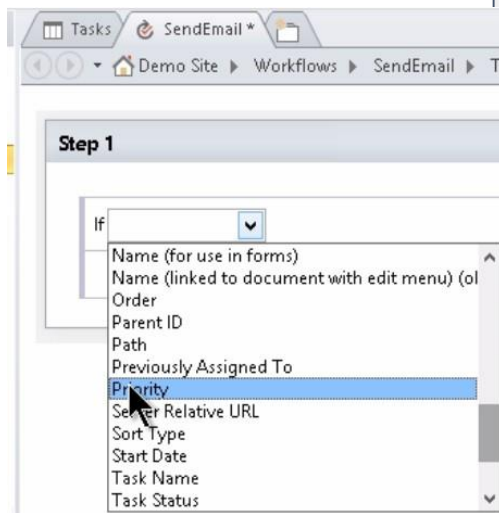 Tasks SendEmail *
Demo Site Workflows SendEmail T
Step 1
If
Name (for use in forms)
Name (linked to document with edit menu) (ol
Order
Parent ID
Path
Previously Assigned To
Priority
Server Relative URL
Sort Type
Start Date
Task Name
Task Status